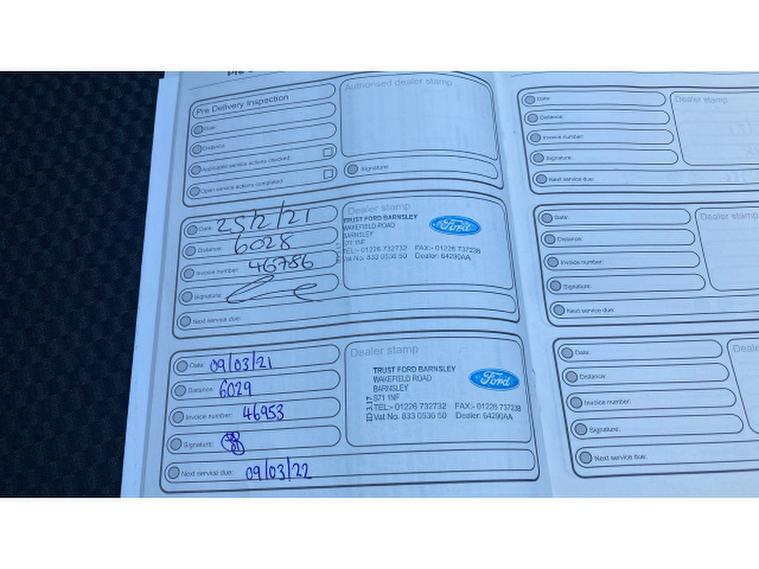 Pre Delivery Inspection
Date:
Distance:
Applicable service actions checked:
Open service actions completed:
Authorised dealer stamp
Signature:
Date: 25/2/21
Distance: 6028
Invoice number: 46786
Signature:
Next service due:
Dealer stamp
TRUST FORD BARNSLEY
WAKEFIELD ROAD
BARNSLEY
S71 1NF
TEL:- 01226 732732 FAX:- 01226 737238
Vat No. 833 0536 50 Dealer: 64290AA
Ford
Date: 09/03/21
Distance: 6029
Invoice number: 46953
Signature:
Next service due: 09/03/22
Dealer stamp
TRUST FORD BARNSLEY
WAKEFIELD ROAD
BARNSLEY
S71 1NF
TEL:- 01226 732732 FAX:- 01226 737238
Vat No. 833 0536 50 Dealer: 64290AA
ID 3.17
Ford
Date:
Distance:
Invoice number:
Signature:
Next service due:
Dealer stamp
Date:
Distance:
Invoice number:
Signature:
Next service due:
Dealer stamp
Date:
Distance:
Invoice number:
Signature:
Next service due:
Deale